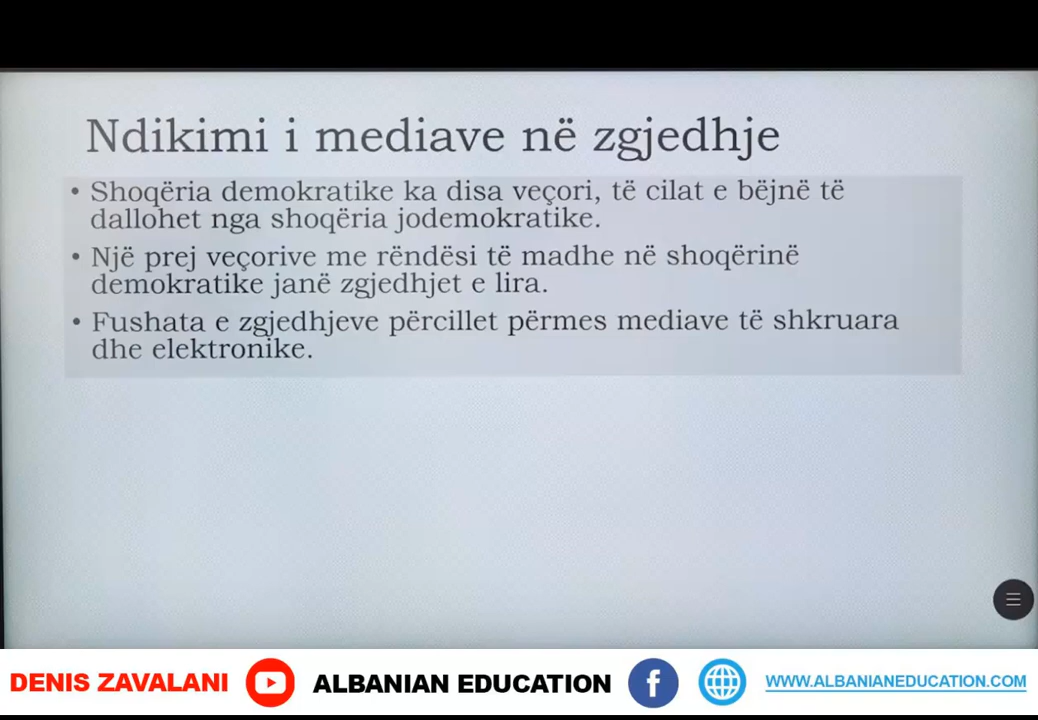 Ndikimi i mediave në zgjedhje
• Shoqëria demokratike ka disa veçori, të cilat e bëjnë të
dallohet nga shoqëria jodemokratike.
• Një prej veçorive me rëndësi të madhe në shoqërinë
demokratike janë zgjedhjet e lira.
• Fushata e zgjedhjeve përcillet përmes mediave të shkruara
dhe elektronike.
DENIS ZAVALANI ALBANIAN EDUCATION f WWW.ALBANIANEDUCATION.COM